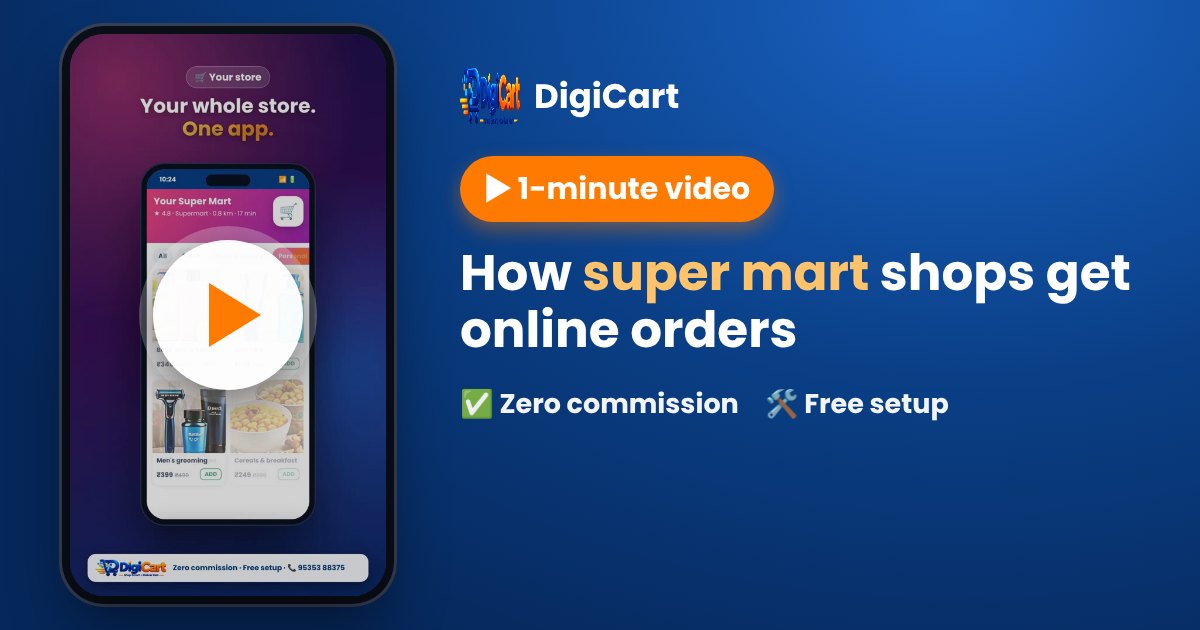 🛒 Your store
Your whole store.
One app.
10:24
Your Super Mart
★ 4.8 · Supermart · 0.8 km · 17 min
All
Men's grooming
Cereals & breakfast
₹399 ₹499 ADD
₹249 ADD
DigiCart
Zero commission · Free setup · 📞 95353 88375
DigiCart
DigiCart
▶ 1-minute video
How super mart shops get
online orders
✅ Zero commission 🛠️ Free setup